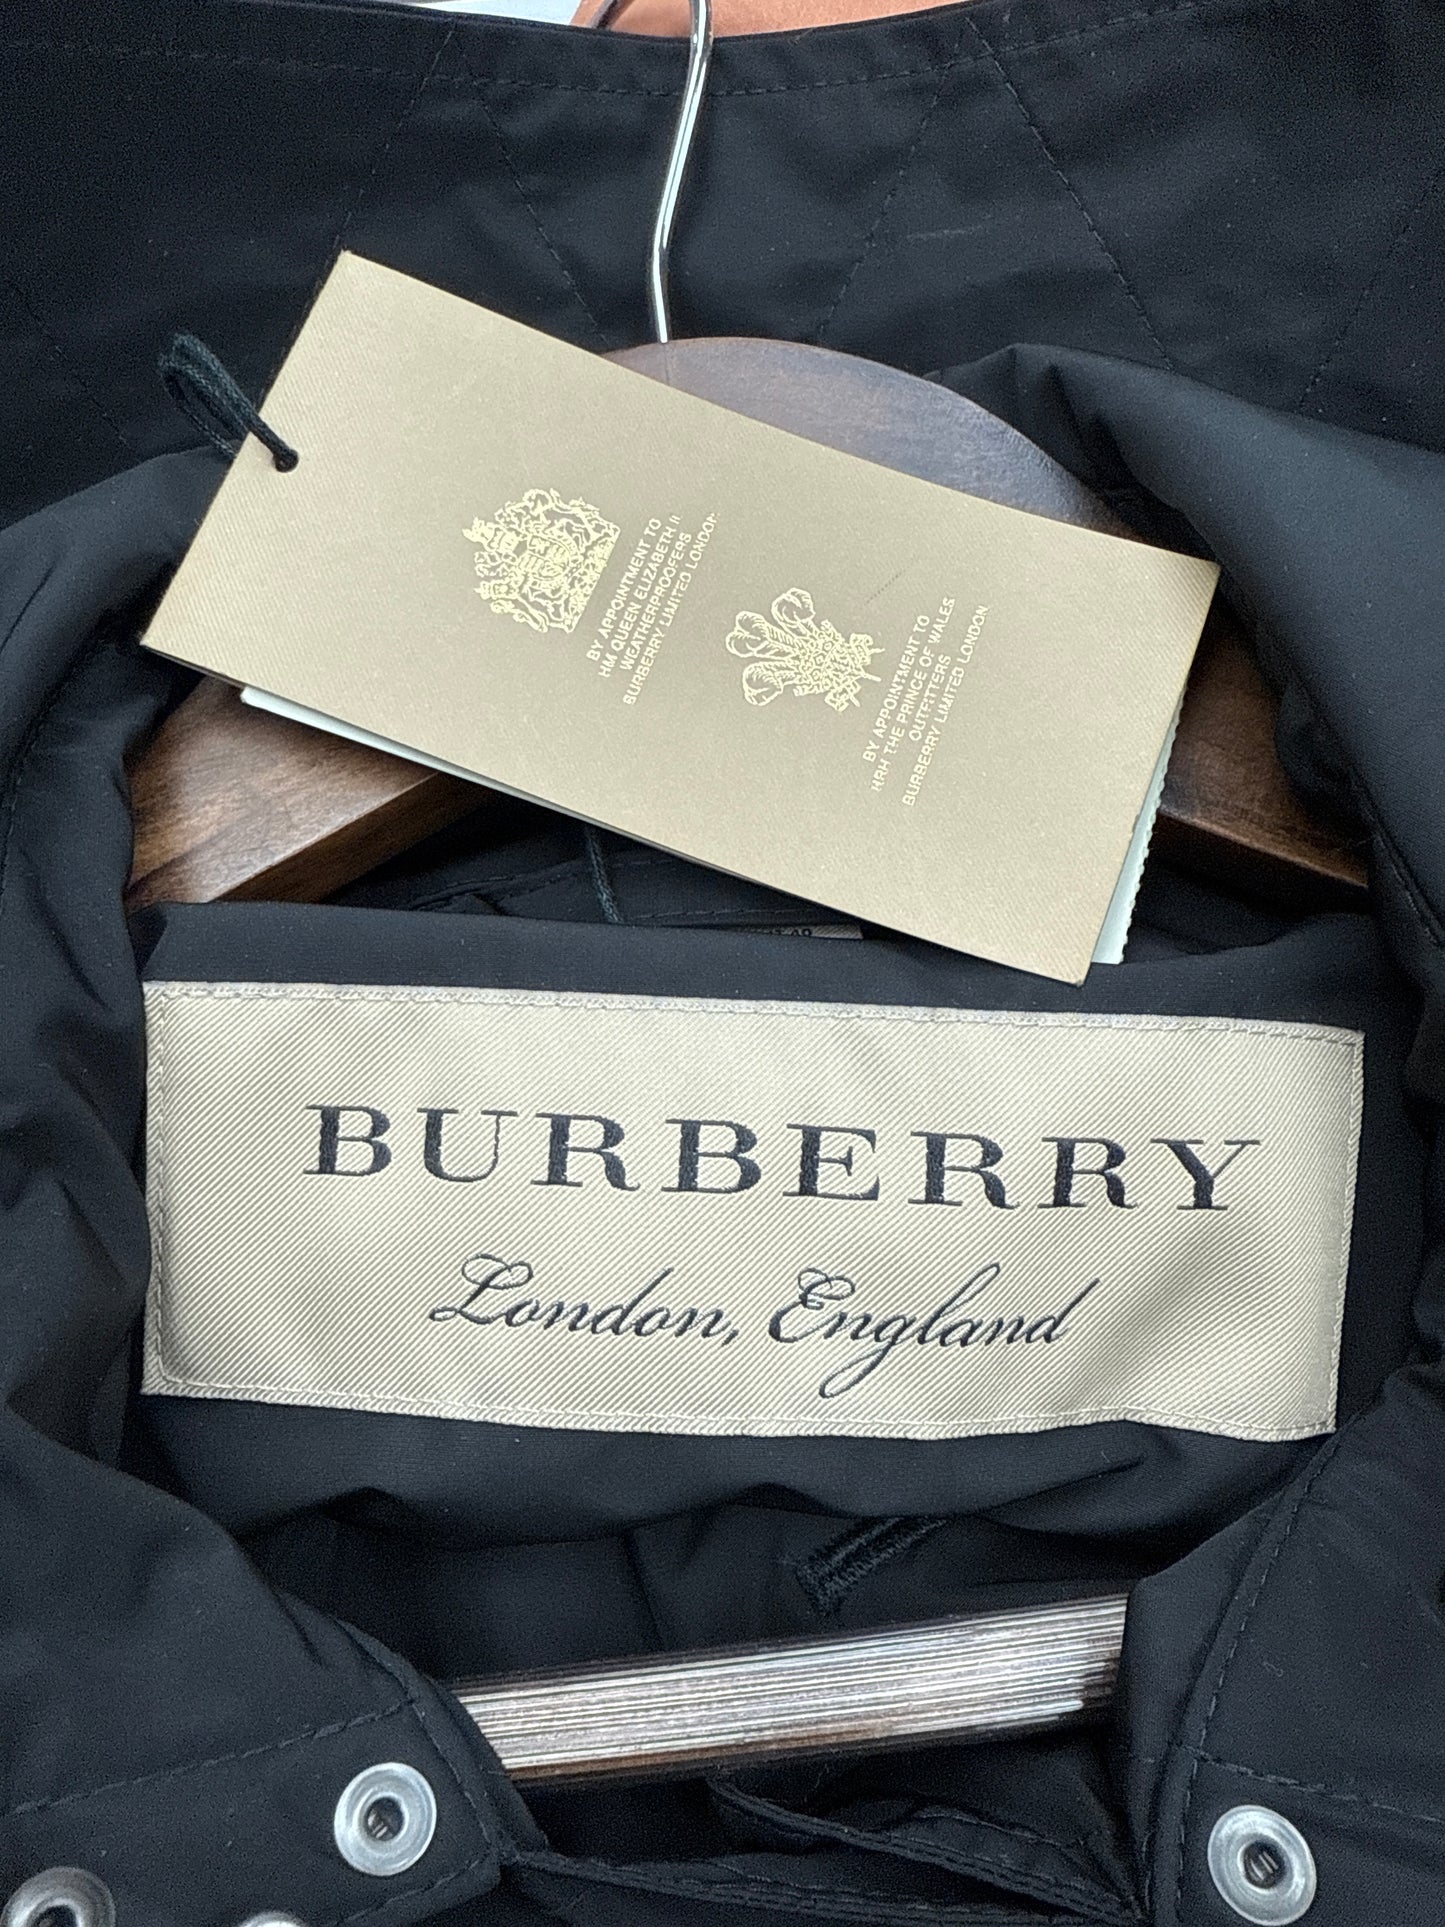 BY APPOINTMENT TO
HM QUEEN ELIZABETH II
WEATHERPROOFERS
BURBERRY LIMITED LONDON
BY APPOINTMENT TO
HRH THE PRINCE OF WALES
OUTFITTERS
BURBERRY LIMITED LONDON
BURBERRY
London, England